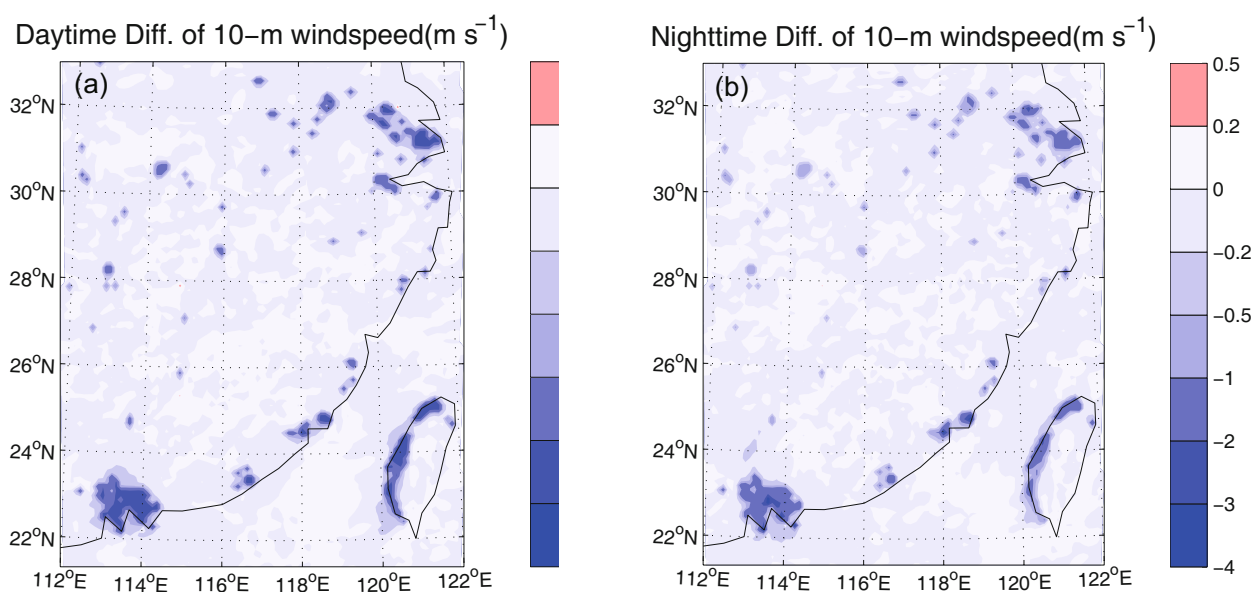 Daytime Diff. of 10−m windspeed(m s⁻¹)
(a)
32°N
30°N
28°N
26°N
24°N
22°N
112°E 114°E 116°E 118°E 120°E 122°E
Nighttime Diff. of 10−m windspeed(m s⁻¹)
(b)
32°N
30°N
28°N
26°N
24°N
22°N
112°E 114°E 116°E 118°E 120°E 122°E
0.5
0.2
0
−0.2
−0.5
−1
−2
−4
−4